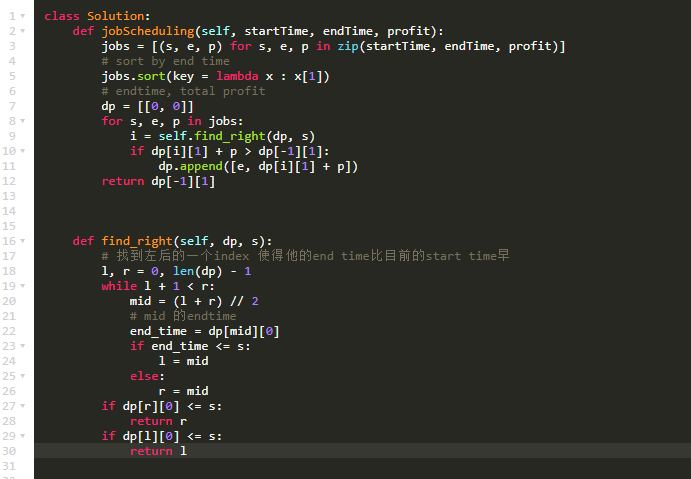 1 class Solution:
2     def jobScheduling(self, startTime, endTime, profit):
3         jobs = [(s, e, p) for s, e, p in zip(startTime, endTime, profit)]
4         # sort by end time
5         jobs.sort(key = lambda x : x[1])
6         # endtime, total profit
7         dp = [[0, 0]]
8         for s, e, p in jobs:
9             i = self.find_right(dp, s)
10             if dp[i][1] + p > dp[-1][1]:
11                 dp.append([e, dp[i][1] + p])
12         return dp[-1][1]
13
14
15
16     def find_right(self, dp, s):
17         # 找到左后的一个index 使得他的end time比目前的start time早
18         l, r = 0, len(dp) - 1
19         while l + 1 < r:
20             mid = (l + r) // 2
21             # mid 的endtime
22             end_time = dp[mid][0]
23             if end_time <= s:
24                 l = mid
25             else:
26                 r = mid
27         if dp[r][0] <= s:
28             return r
29         if dp[l][0] <= s:
30             return l
31